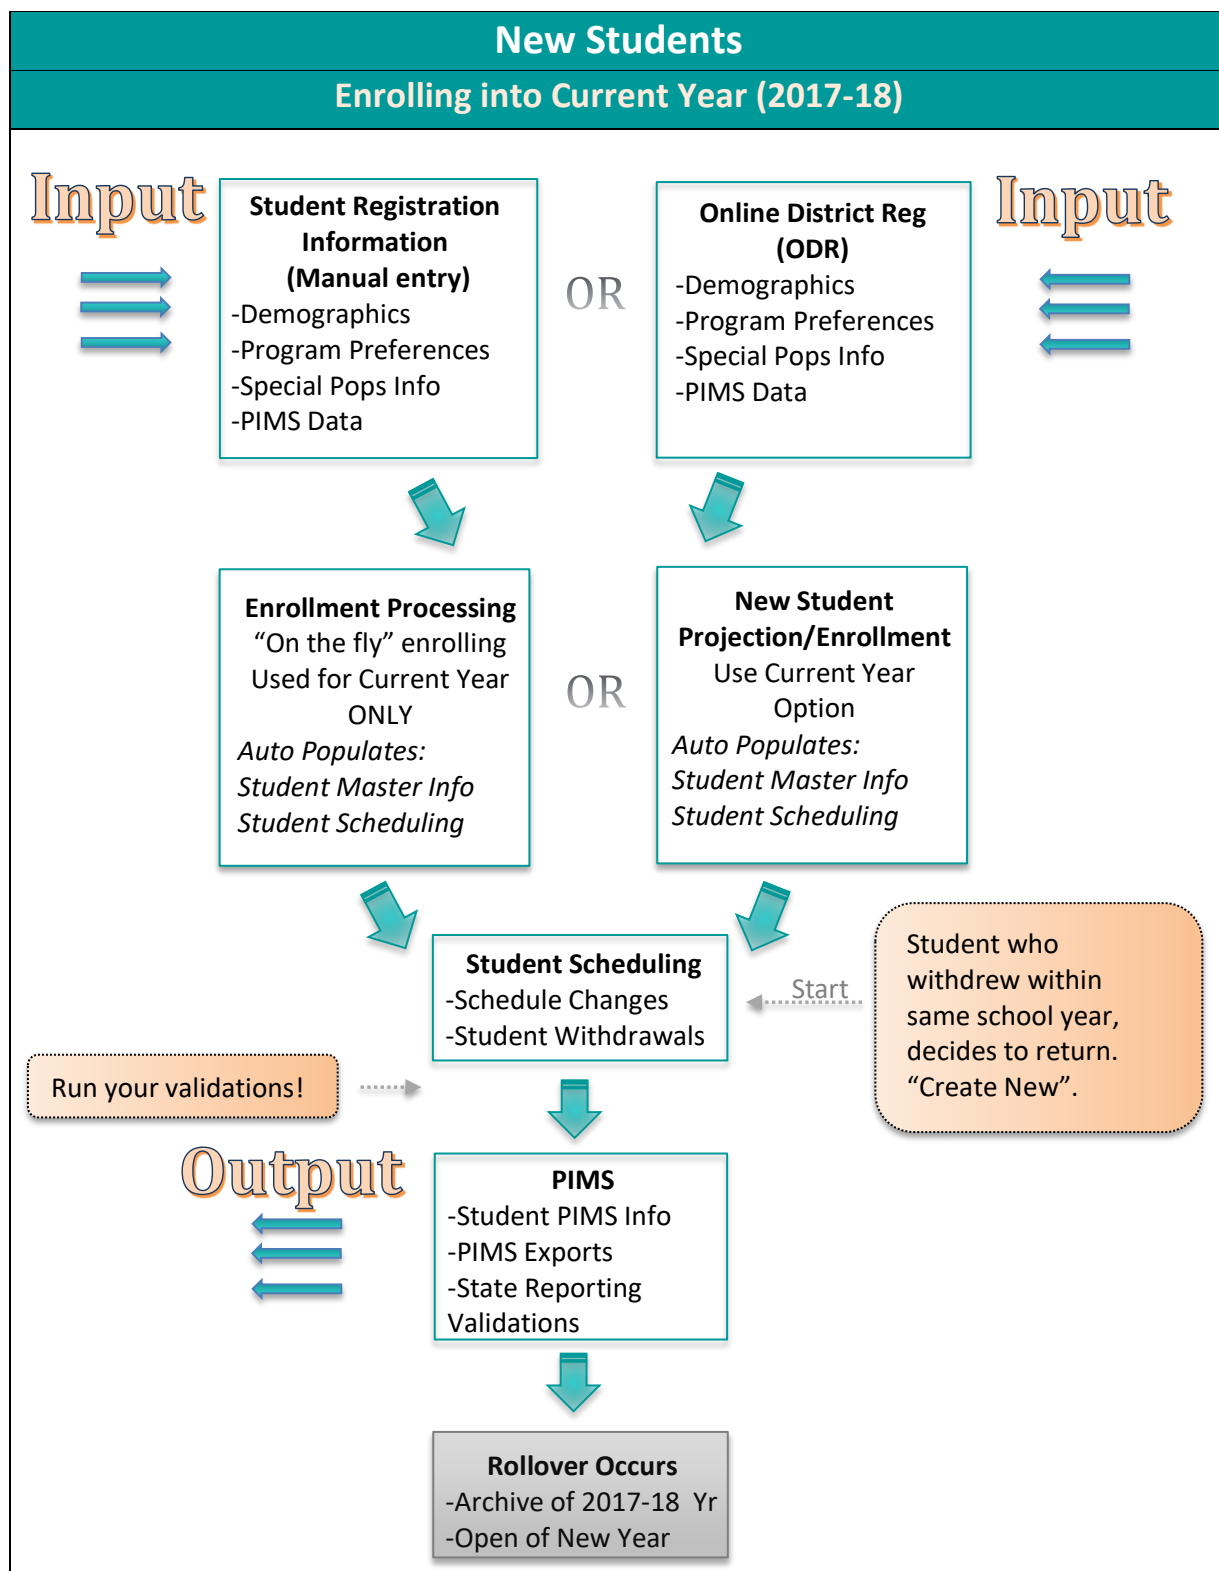 New Students
Enrolling into Current Year (2017-18)
Input
Student Registration
Information
(Manual entry)
-Demographics
-Program Preferences
-Special Pops Info
-PIMS Data
OR
Online District Reg
(ODR)
-Demographics
-Program Preferences
-Special Pops Info
-PIMS Data
Input
Enrollment Processing
“On the fly” enrolling
Used for Current Year
ONLY
Auto Populates:
Student Master Info
Student Scheduling
OR
New Student
Projection/Enrollment
Use Current Year
Option
Auto Populates:
Student Master Info
Student Scheduling
Student Scheduling
-Schedule Changes
-Student Withdrawals
Start
Student who
withdrew within
same school year,
decides to return.
“Create New”.
Run your validations!
Output
PIMS
-Student PIMS Info
-PIMS Exports
-State Reporting
Validations
Rollover Occurs
-Archive of 2017-18  Yr
-Open of New Year